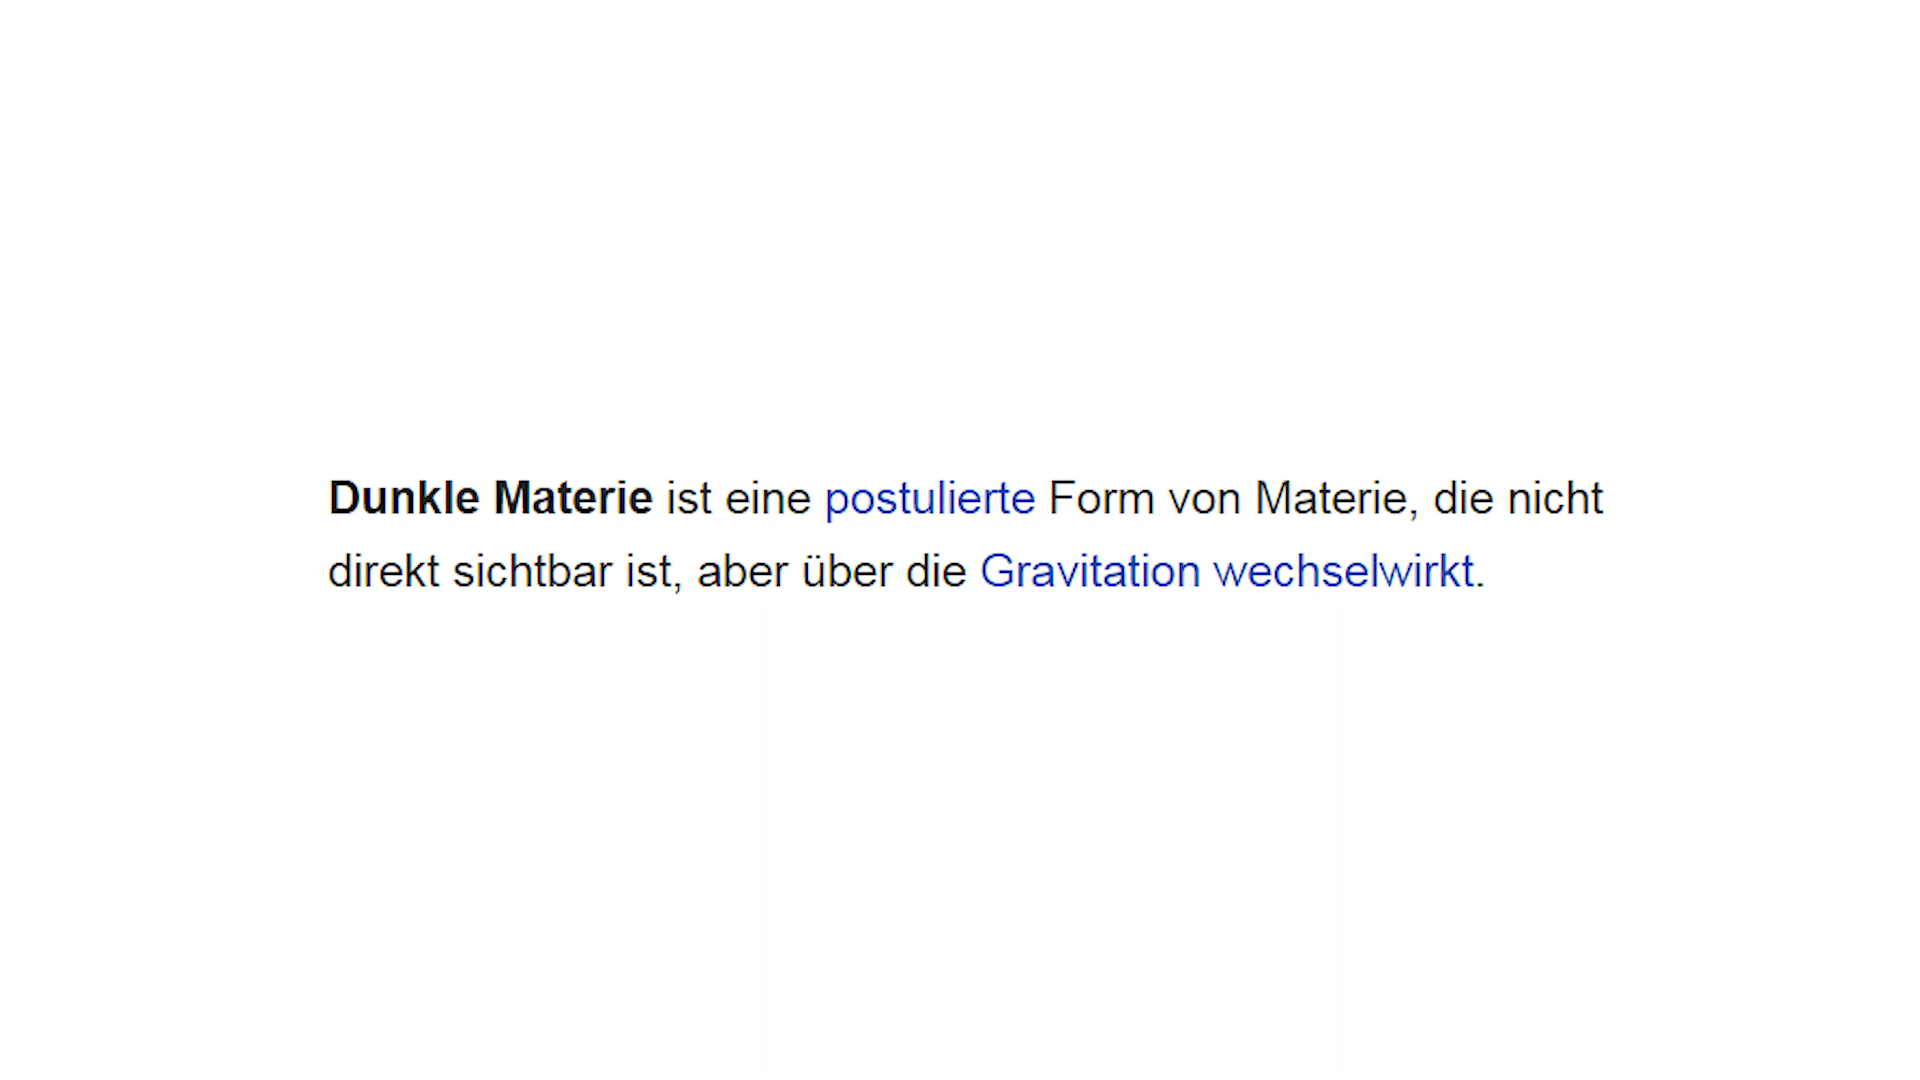 Dunkle Materie ist eine postulierte Form von Materie, die nicht
direkt sichtbar ist, aber über die Gravitation wechselwirkt.